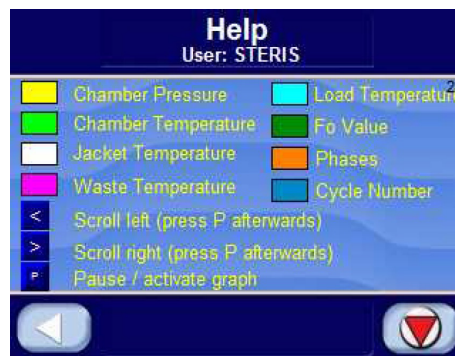 Help
User: STERIS
Chamber Pressure
Load Temperature
2
Chamber Temperature
Fo Value
Jacket Temperature
Phases
Waste Temperature
Cycle Number
< Scroll left (press P afterwards)
> Scroll right (press P afterwards)
P Pause / activate graph